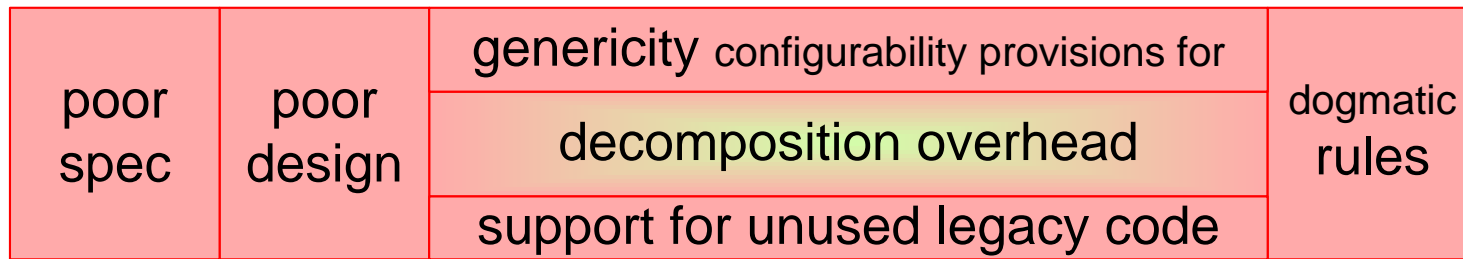 poor
spec
poor
design
genericity configurability provisions for
decomposition overhead
support for unused legacy code
dogmatic
rules